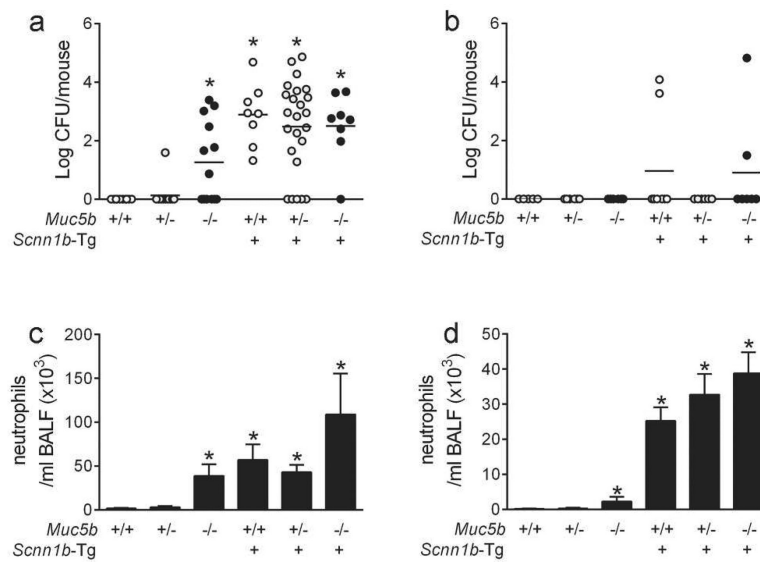 a
*
*
*
*
Log CFU/mouse
6
4
2
0
Muc5b +/+ +/- -/- +/+ +/- -/-
Scnn1b-Tg + + +
b
Log CFU/mouse
6
4
2
0
Muc5b +/+ +/- -/- +/+ +/- -/-
Scnn1b-Tg + + +
c
neutrophils
/ml BALF (x10³)
200
150
100
50
0
*
*
*
*
Muc5b +/+ +/- -/- +/+ +/- -/-
Scnn1b-Tg + + +
d
neutrophils
/ml BALF (x10³)
50
40
30
20
10
0
*
*
*
*
Muc5b +/+ +/- -/- +/+ +/- -/-
Scnn1b-Tg + + +